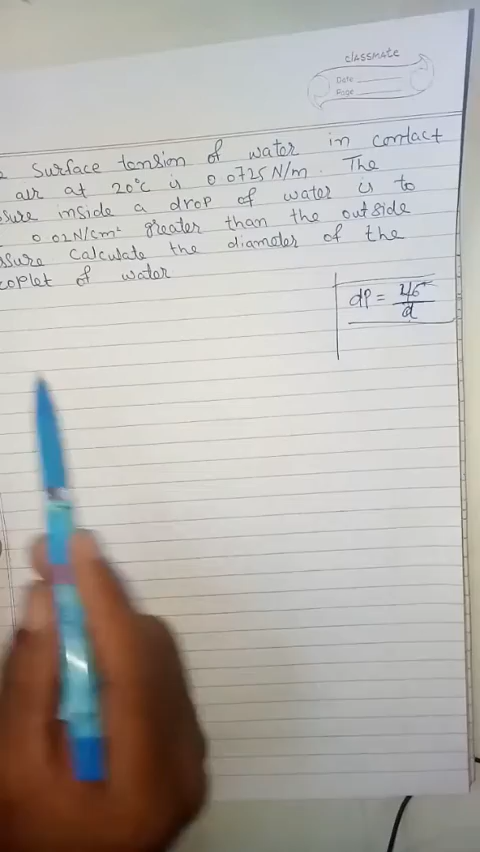 classmate
Date
Page
Surface tension of water in contact
air at 20°C is 0.0725 N/m. The
sure inside a drop of water is to
0.02N/cm² greater than the outside
ssure Calculate the diameter of the
roplet of water
dp = 4σ/d